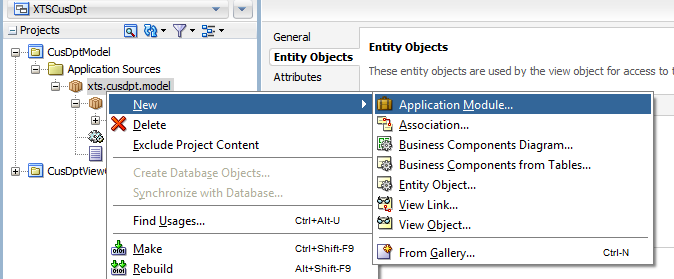 XTSCusDpt
Projects
CusDptModel
Application Sources
xts.cusdpt.model
General
Entity Objects
Attributes
Entity Objects
These entity objects are used by the view object for access to
New
Delete
Exclude Project Content
Create Database Objects...
Synchronize with Database...
Find Usages... Ctrl+Alt-U
Make Ctrl+Shift-F9
Rebuild Alt+Shift-F9
Application Module...
Association...
Business Components Diagram...
Business Components from Tables...
Entity Object...
View Link...
View Object...
From Gallery... Ctrl-N